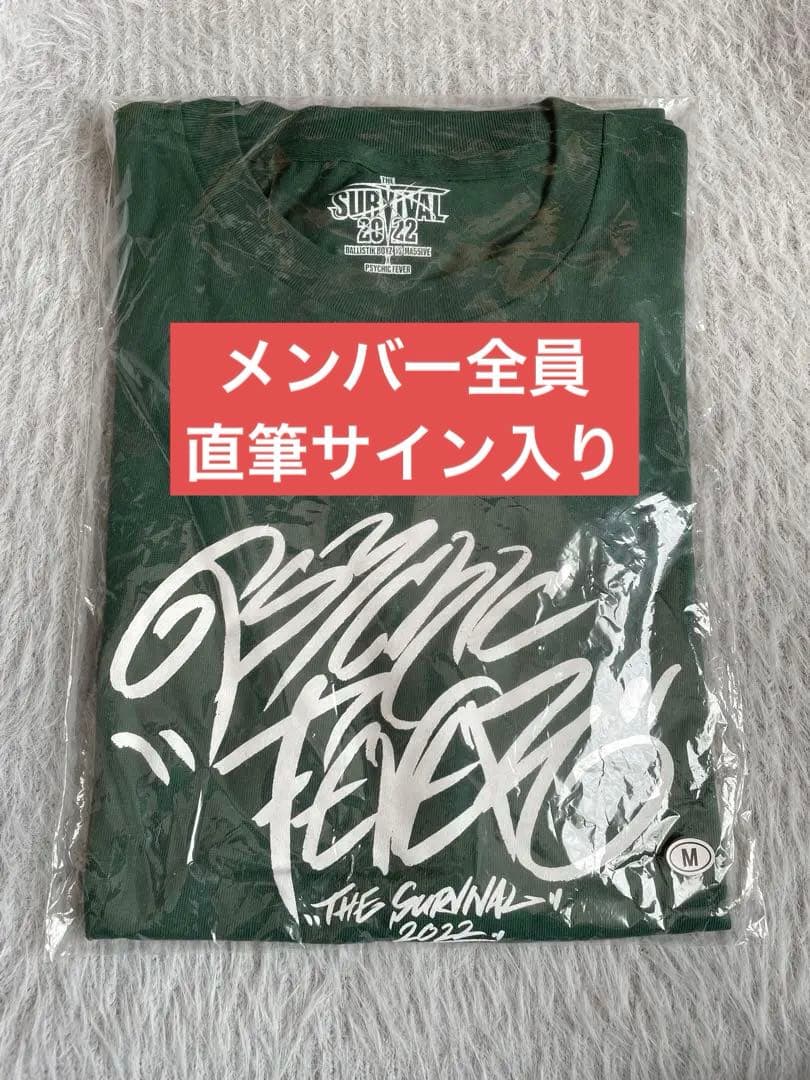 THE
SURVIVAL
2022
BALLISTIK BOYZ VS MA55IVE
X
PSYCHIC FEVER
メンバー全員
直筆サイン入り
PSYCHIC
FEVER
M
"THE SURVIVAL"
2022.